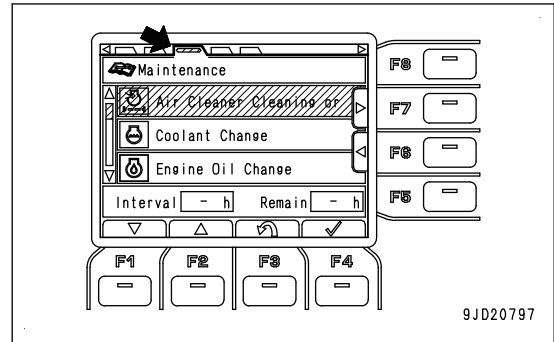 Maintenance
Air Cleaner Cleaning or
Coolant Change
Engine Oil Change
Interval - h Remain - h
F8
F7
F6
F5
F1 F2 F3 F4
9JD20797